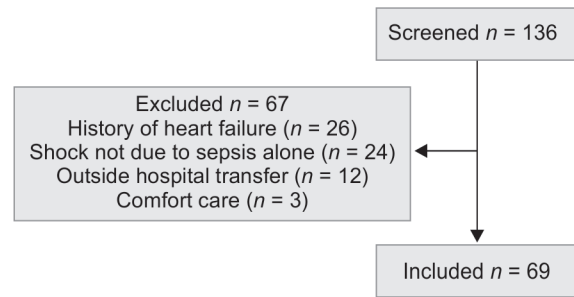 Screened n = 136
Excluded n = 67
History of heart failure (n = 26)
Shock not due to sepsis alone (n = 24)
Outside hospital transfer (n = 12)
Comfort care (n = 3)
Included n = 69